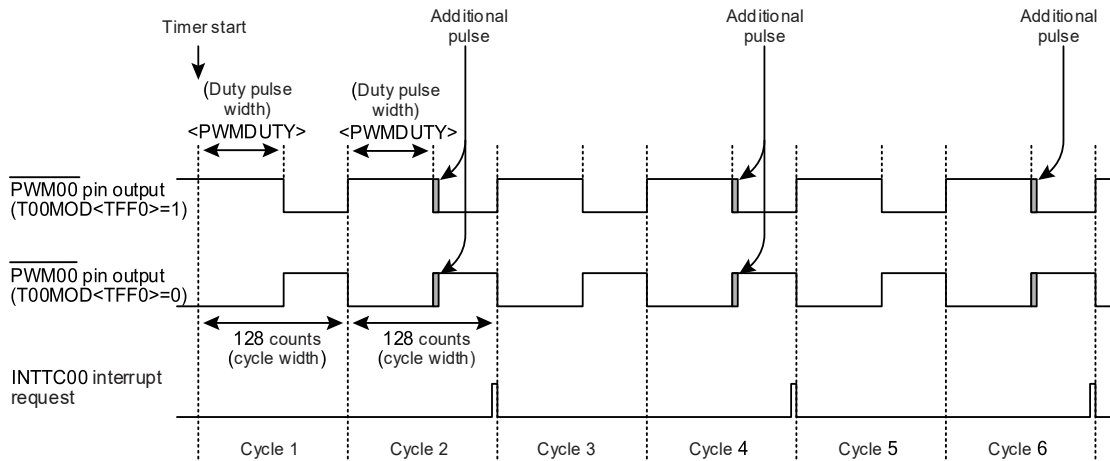 Timer start
Additional
pulse
Additional
pulse
Additional
pulse
(Duty pulse
width)
<PWMDUTY>
(Duty pulse
width)
<PWMDUTY>
PWM00 pin output
(T00MOD<TFF0>=1)
PWM00 pin output
(T00MOD<TFF0>=0)
128 counts
(cycle width)
128 counts
(cycle width)
INTTC00 interrupt
request
Cycle 1
Cycle 2
Cycle 3
Cycle 4
Cycle 5
Cycle 6